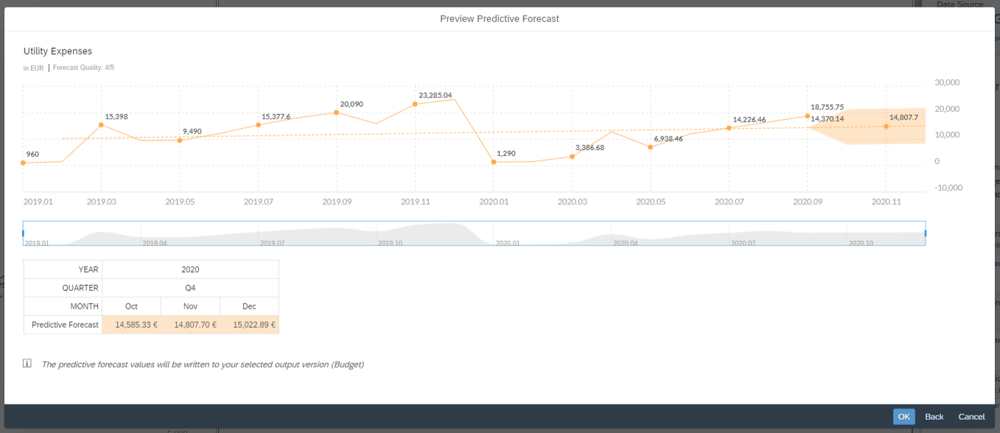 Data Source
Preview Predictive Forecast
Utility Expenses
in EUR | Forecast Quality: 4/5
30,000
20,000
10,000
0
-10,000
960
15,398
9,490
15,377.6
20,090
23,285.04
1,290
3,386.68
6,938.46
14,226.46
18,755.75
14,370.14
14,807.7
2019.01 2019.03 2019.05 2019.07 2019.09 2019.11 2020.01 2020.03 2020.05 2020.07 2020.09 2020.11
2019.01 2019.04 2019.07 2019.10 2020.01 2020.04 2020.07 2020.10
YEAR 2020
QUARTER Q4
MONTH Oct Nov Dec
Predictive Forecast 14,585.33 € 14,807.70 € 15,022.89 €
The predictive forecast values will be written to your selected output version (Budget)
OK Back Cancel